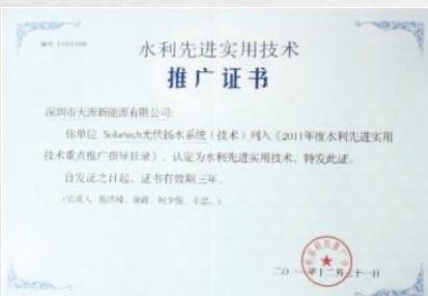 水利先进实用技术
推广证书
深圳市天源新能源有限公司:
你单位 Solartech光伏扬水系统（技术）列入《2011年度水利先进实用
技术重点推广指导目录》，认定为水利先进实用技术，特发此证。
自发证之日起，证书有效期三年。
二〇一一年十二月三十一日